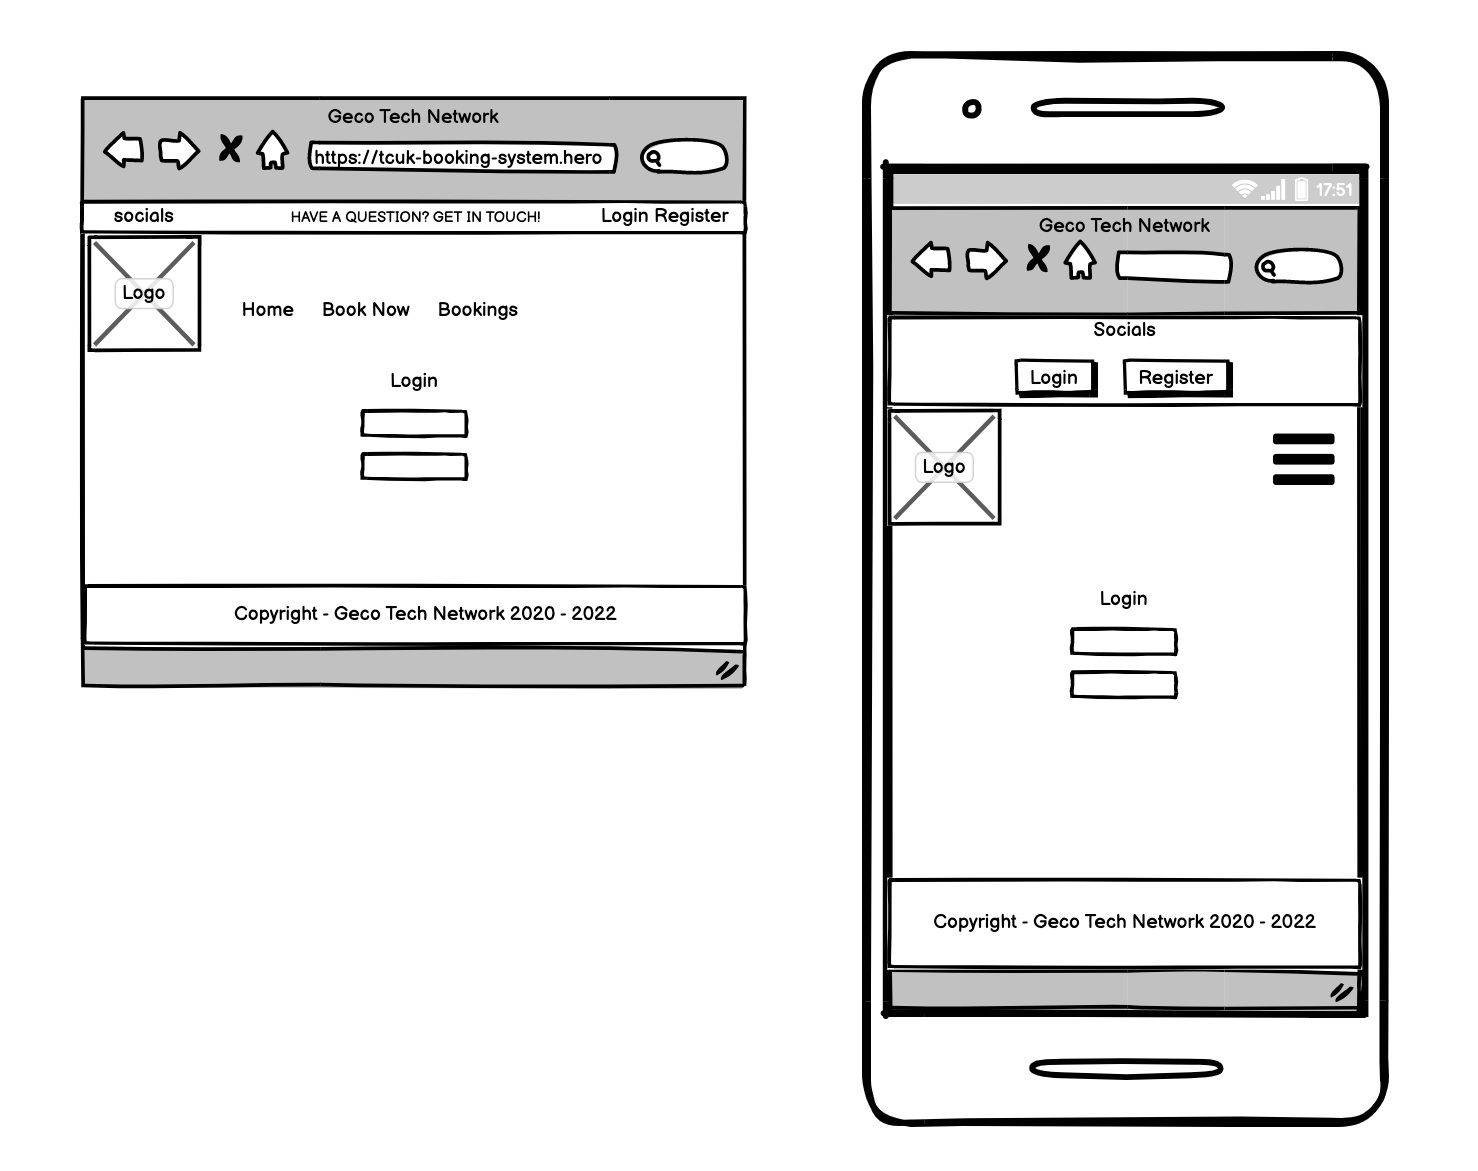 Geco Tech Network
https://tcuk-booking-system.hero
socials HAVE A QUESTION? GET IN TOUCH! Login Register
Logo
Home Book Now Bookings
Login
Copyright - Geco Tech Network 2020 - 2022
17:51
Geco Tech Network
Socials
Login Register
Logo
Login
Copyright - Geco Tech Network 2020 - 2022